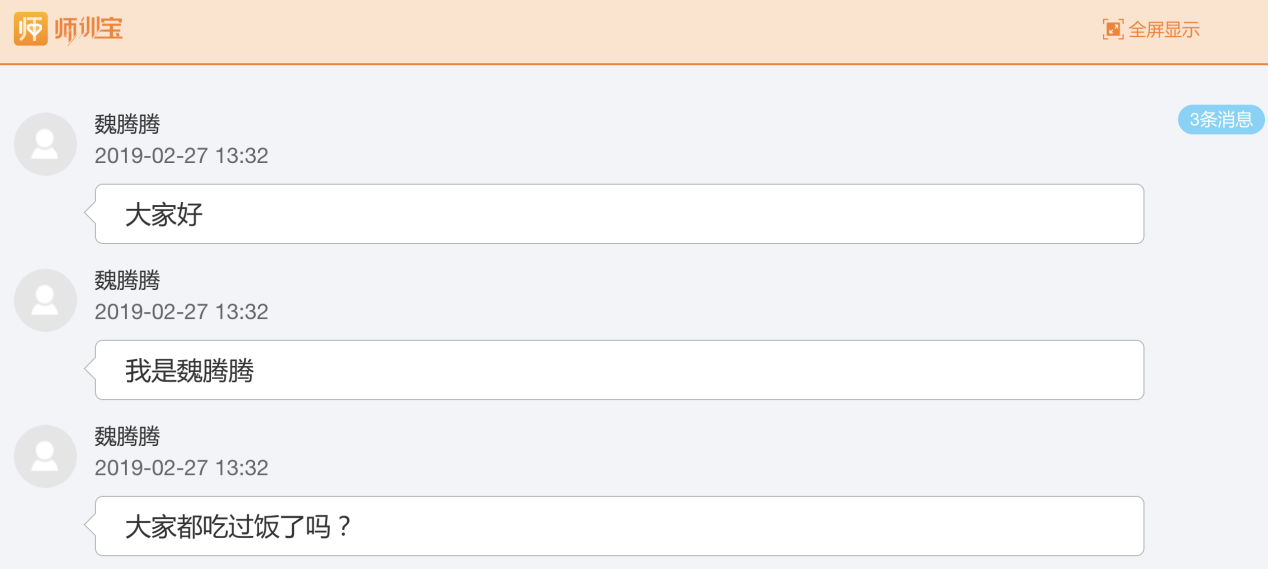 师 师训宝 全屏显示
魏腾腾 3条消息
2019-02-27 13:32
大家好
魏腾腾
2019-02-27 13:32
我是魏腾腾
魏腾腾
2019-02-27 13:32
大家都吃过饭了吗？